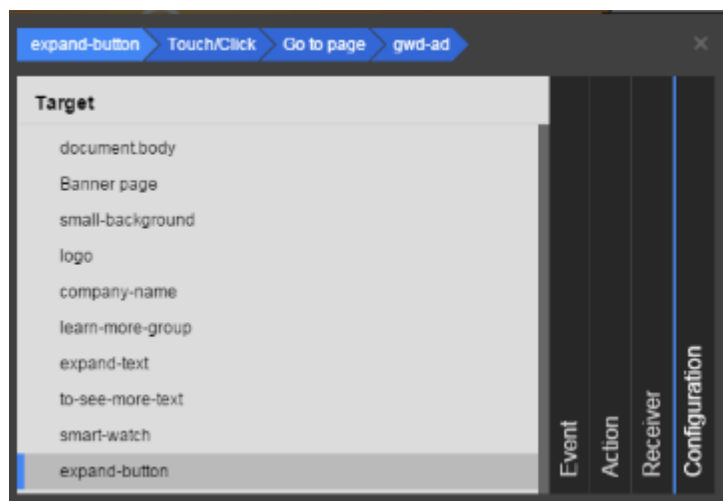 expand-button Touch/Click Go to page gwd-ad
Target
document.body
Banner page
small-background
logo
company-name
learn-more-group
expand-text
to-see-more-text
smart-watch
expand-button
Event
Action
Receiver
Configuration